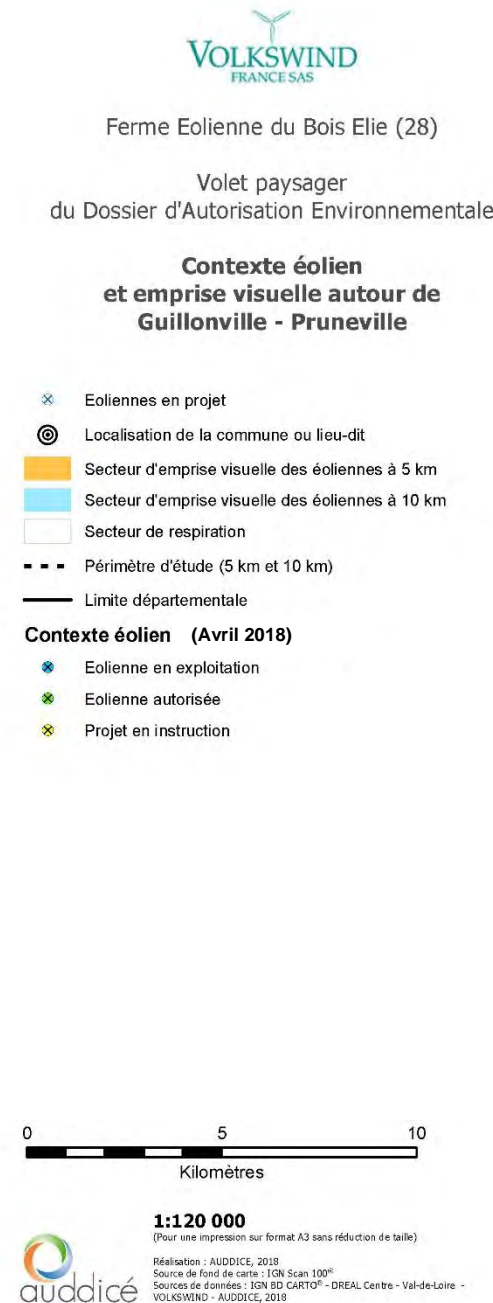 VOLKSWIND
FRANCE SAS
Ferme Eolienne du Bois Elie (28)
Volet paysager
du Dossier d'Autorisation Environnementale
Contexte éolien
et emprise visuelle autour de
Guillonville - Pruneville
Eoliennes en projet
Localisation de la commune ou lieu-dit
Secteur d'emprise visuelle des éoliennes à 5 km
Secteur d'emprise visuelle des éoliennes à 10 km
Secteur de respiration
Périmètre d'étude (5 km et 10 km)
Limite départementale
Contexte éolien (Avril 2018)
Eolienne en exploitation
Eolienne autorisée
Projet en instruction
0 5 10
Kilomètres
1:120 000
(Pour une impression sur format A3 sans réduction de taille)
Réalisation : AUDDICE, 2018
Source de fond de carte : IGN Scan 100®
Sources de données : IGN BD CARTO® - DREAL Centre - Val-de-Loire -
VOLKSWIND - AUDDICE, 2018
auddicé